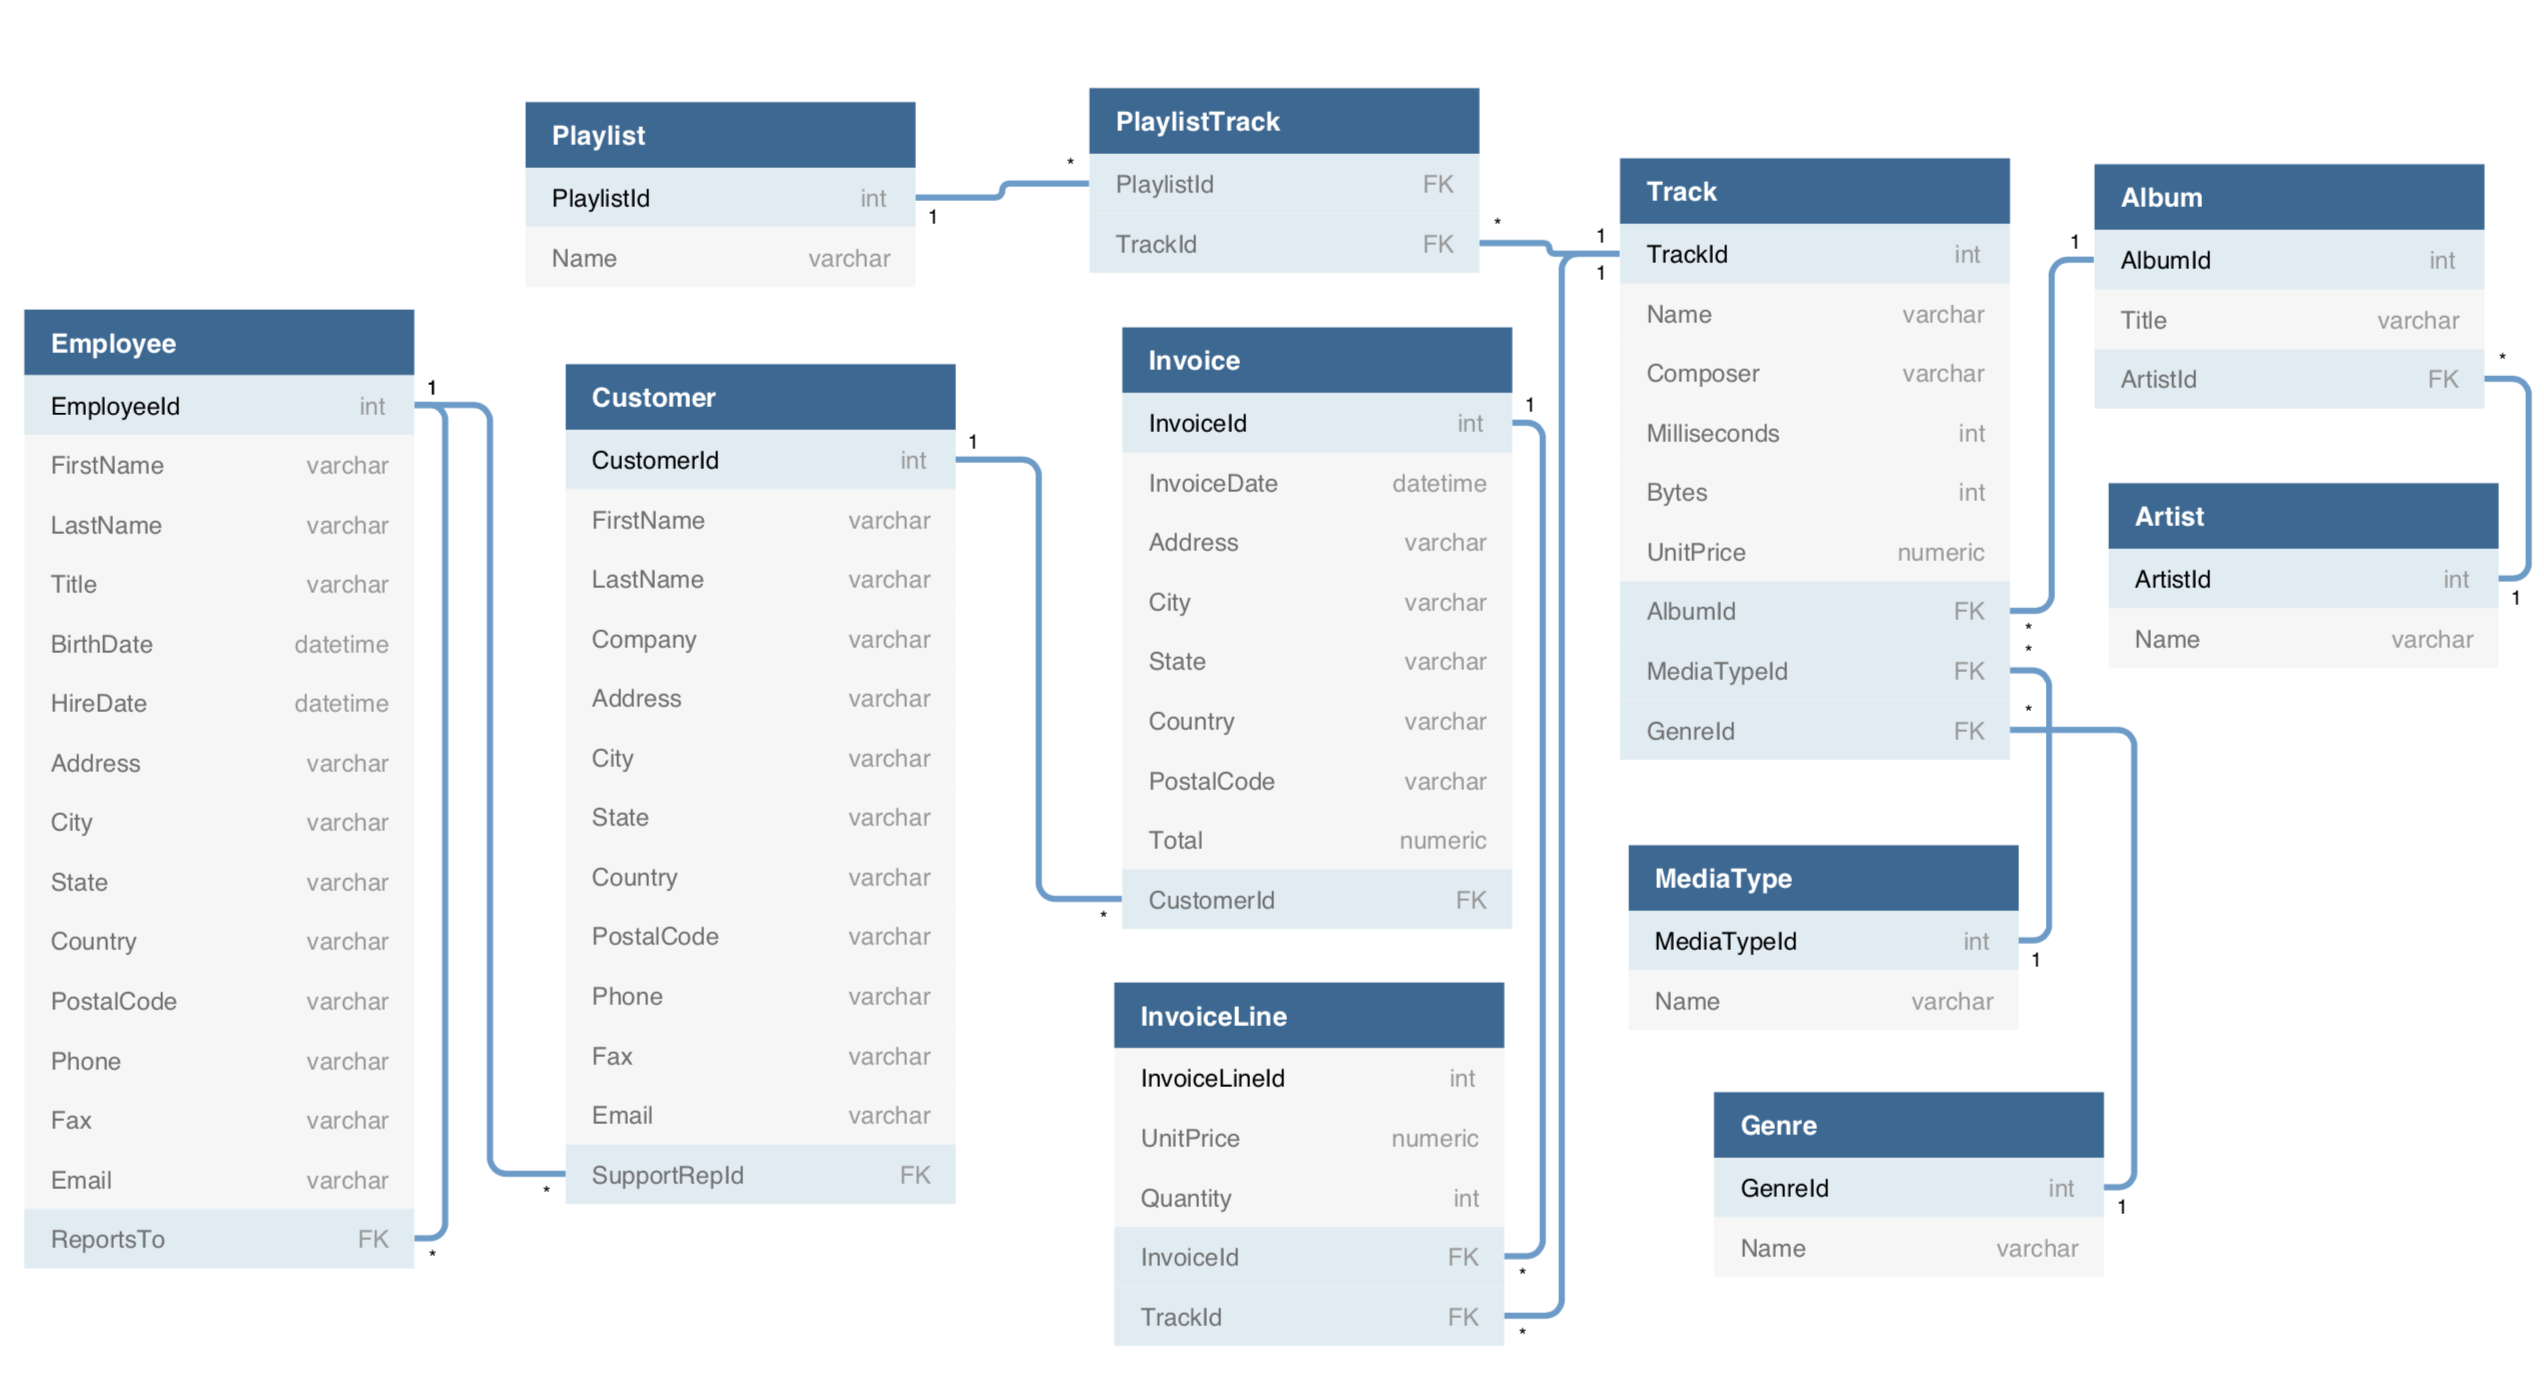 Playlist
PlaylistId int
Name varchar
PlaylistTrack
PlaylistId FK
TrackId FK
Track
TrackId int
Name varchar
Composer varchar
Milliseconds int
Bytes int
UnitPrice numeric
AlbumId FK
MediaTypeId FK
GenreId FK
Album
AlbumId int
Title varchar
ArtistId FK
Employee
EmployeeId int
FirstName varchar
LastName varchar
Title varchar
BirthDate datetime
HireDate datetime
Address varchar
City varchar
State varchar
Country varchar
PostalCode varchar
Phone varchar
Fax varchar
Email varchar
ReportsTo FK
Customer
CustomerId int
FirstName varchar
LastName varchar
Company varchar
Address varchar
City varchar
State varchar
Country varchar
PostalCode varchar
Phone varchar
Fax varchar
Email varchar
SupportRepId FK
Invoice
InvoiceId int
InvoiceDate datetime
Address varchar
City varchar
State varchar
Country varchar
PostalCode varchar
Total numeric
CustomerId FK
Artist
ArtistId int
Name varchar
MediaType
MediaTypeId int
Name varchar
InvoiceLine
InvoiceLineId int
UnitPrice numeric
Quantity int
InvoiceId FK
TrackId FK
Genre
GenreId int
Name varchar
1
*
*
1
1
1
*
*
1
*
*
1
1
*
1
*
1
*
*
1
*
1